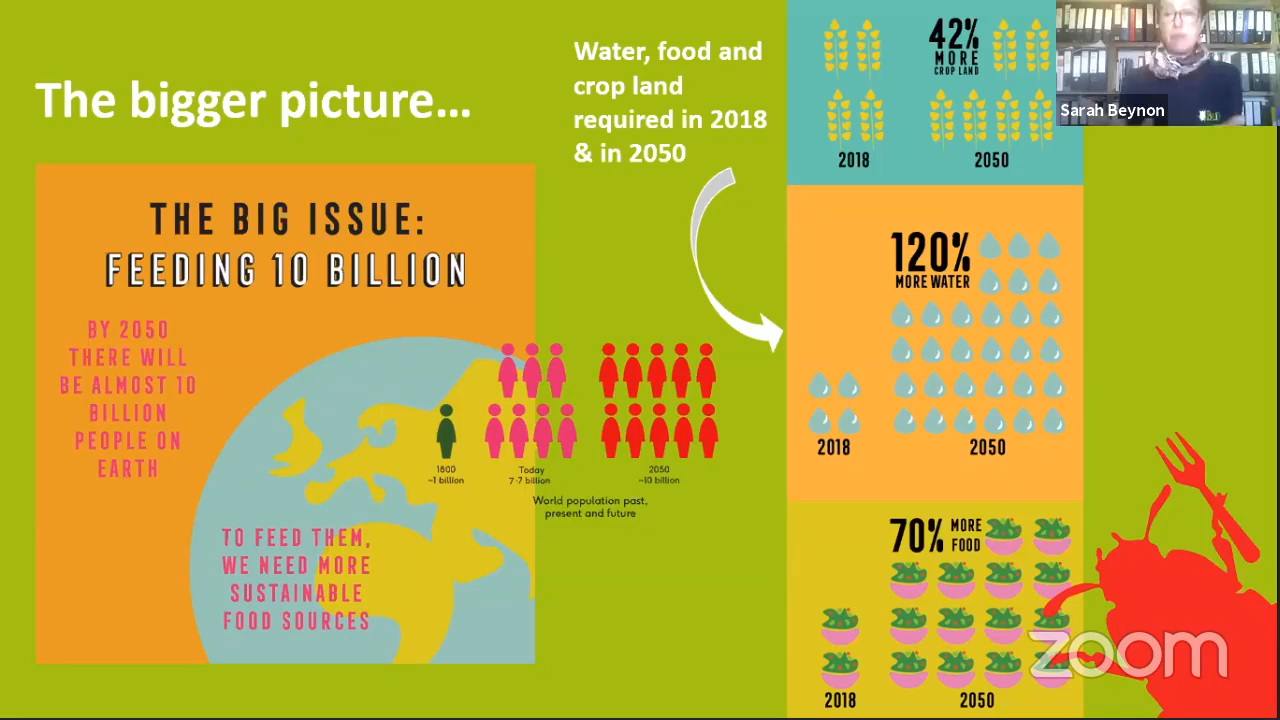 The bigger picture...
THE BIG ISSUE:
FEEDING 10 BILLION
BY 2050
THERE WILL
BE ALMOST 10
BILLION
PEOPLE ON
EARTH
TO FEED THEM,
WE NEED MORE
SUSTAINABLE
FOOD SOURCES
1800
~1 billion
Today
7·7 billion
2050
~10 billion
World population past,
present and future
Water, food and
crop land
required in 2018
& in 2050
42%
MORE
CROP LAND
2018
2050
120%
MORE WATER
2018
2050
70% MORE
FOOD
2018
2050
Sarah Beynon
zoom